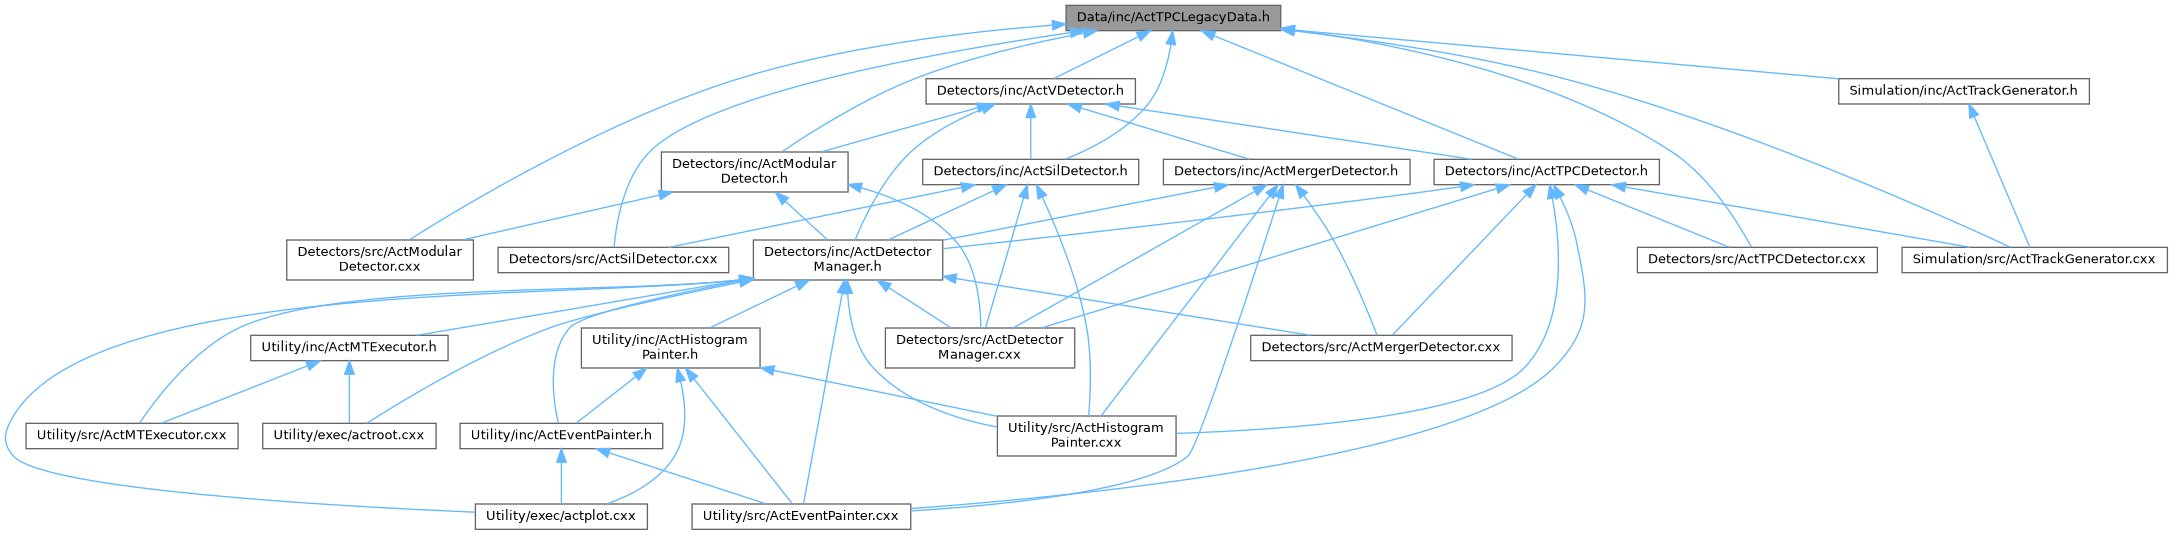 Data/inc/ActTPCLegacyData.h
Detectors/inc/ActVDetector.h
Simulation/inc/ActTrackGenerator.h
Detectors/inc/ActModular
Detector.h
Detectors/inc/ActSilDetector.h
Detectors/inc/ActMergerDetector.h
Detectors/inc/ActTPCDetector.h
Detectors/src/ActModular
Detector.cxx
Detectors/src/ActSilDetector.cxx
Detectors/inc/ActDetector
Manager.h
Detectors/src/ActTPCDetector.cxx
Simulation/src/ActTrackGenerator.cxx
Utility/inc/ActMTExecutor.h
Utility/inc/ActHistogram
Painter.h
Detectors/src/ActDetector
Manager.cxx
Detectors/src/ActMergerDetector.cxx
Utility/src/ActMTExecutor.cxx
Utility/exec/actroot.cxx
Utility/inc/ActEventPainter.h
Utility/src/ActHistogram
Painter.cxx
Utility/exec/actplot.cxx
Utility/src/ActEventPainter.cxx